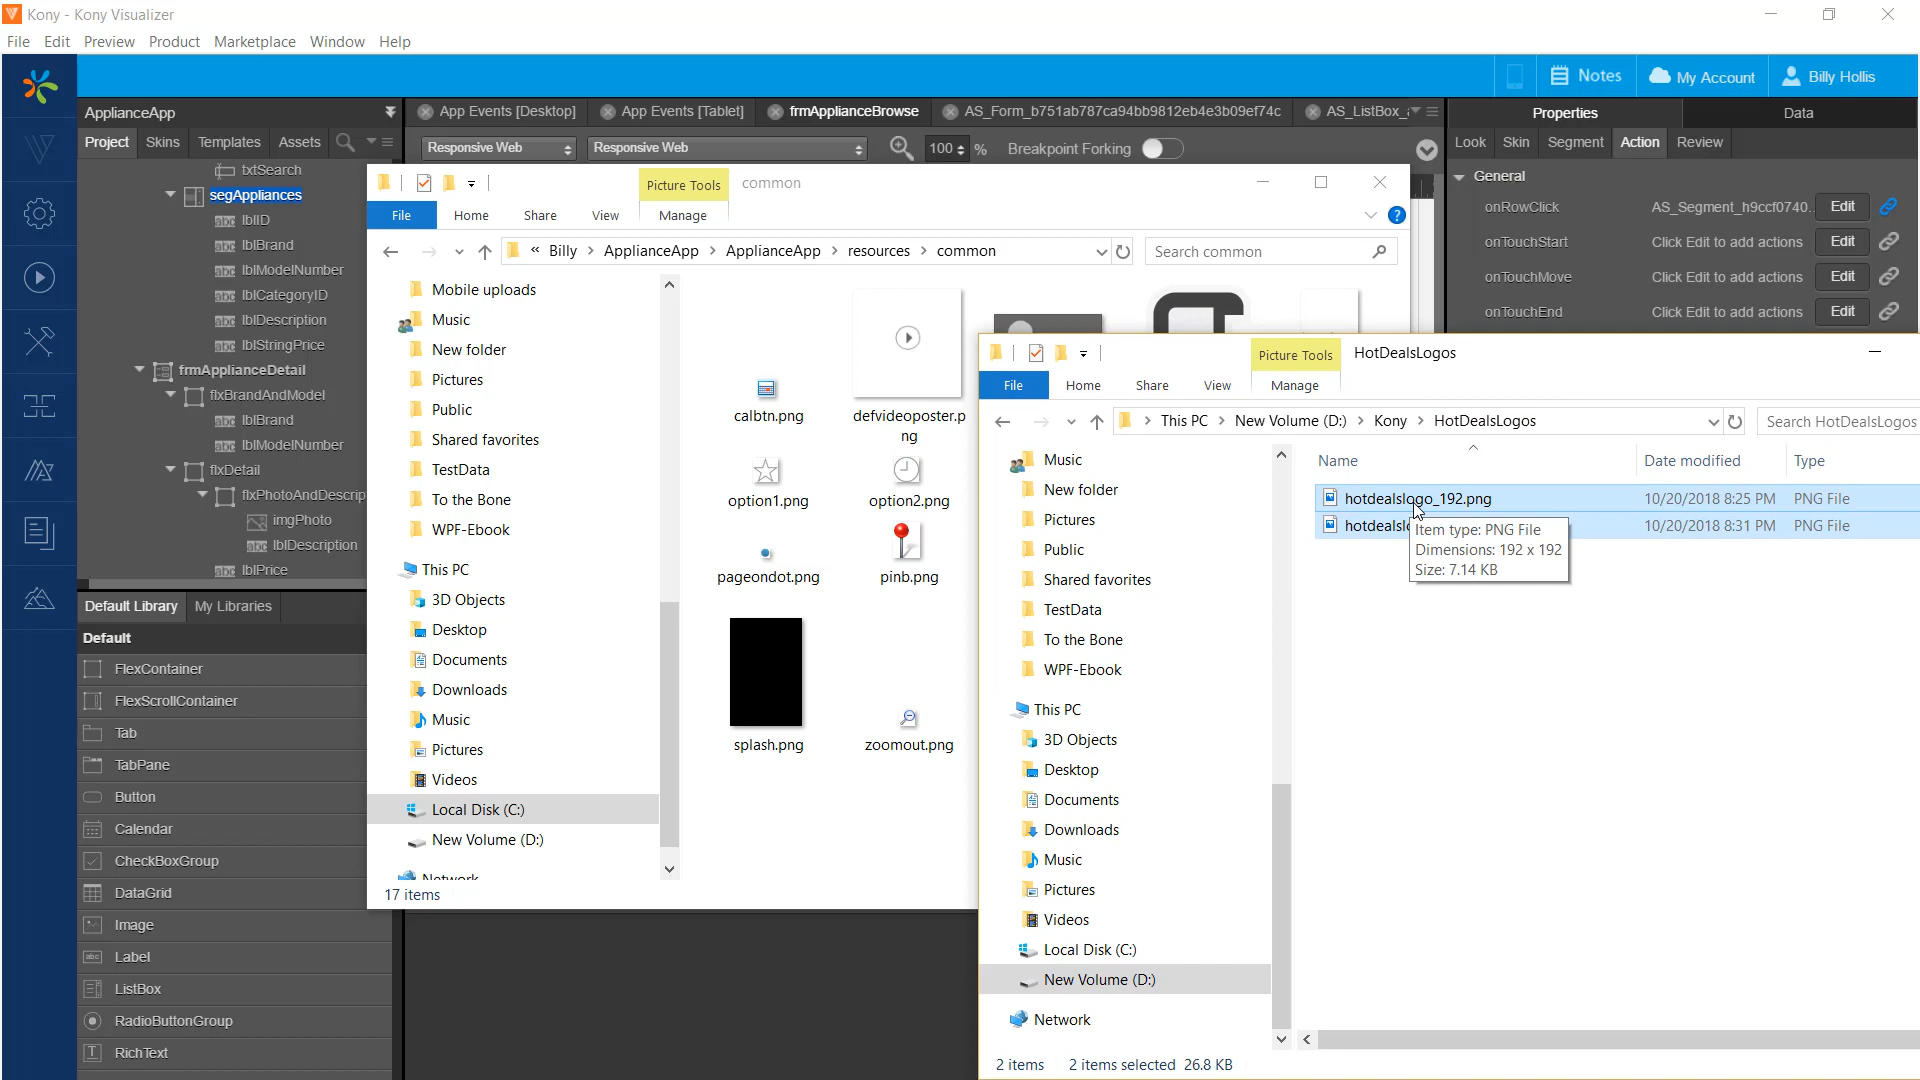 Kony - Kony Visualizer
File Edit Preview Product Marketplace Window Help
Notes My Account Billy Hollis
ApplianceApp
App Events [Desktop] App Events [Tablet] frmApplianceBrowse AS_Form_b751ab787ca94bb9812eb4e3b09ef74c AS_ListBox_
Properties Data
Project Skins Templates Assets
Responsive Web Responsive Web 100 % Breakpoint Forking
Look Skin Segment Action Review
txtSearch
segAppliances
lblID
lblBrand
lblModelNumber
lblCategoryID
lblDescription
lblStringPrice
frmApplianceDetail
flxBrandAndModel
lblBrand
lblModelNumber
flxDetail
flxPhotoAndDescrip
imgPhoto
lblDescription
lblPrice
Default Library My Libraries
Default
FlexContainer
FlexScrollContainer
Tab
TabPane
Button
Calendar
CheckBoxGroup
DataGrid
Image
Label
ListBox
RadioButtonGroup
RichText
General
onRowClick AS_Segment_h9ccf0740. Edit
onTouchStart Click Edit to add actions Edit
onTouchMove Click Edit to add actions Edit
onTouchEnd Click Edit to add actions Edit
Picture Tools common
File Home Share View Manage
« Billy > ApplianceApp > ApplianceApp > resources > common
Search common
Mobile uploads
Music
New folder
Pictures
Public
Shared favorites
TestData
To the Bone
WPF-Ebook
This PC
3D Objects
Desktop
Documents
Downloads
Music
Pictures
Videos
Local Disk (C:)
New Volume (D:)
Network
17 items
calbtn.png
defvideoposter.p
ng
option1.png
option2.png
pageondot.png
pinb.png
splash.png
zoomout.png
Picture Tools HotDealsLogos
File Home Share View Manage
> This PC > New Volume (D:) > Kony > HotDealsLogos
Search HotDealsLogos
Music
New folder
Pictures
Public
Shared favorites
TestData
To the Bone
WPF-Ebook
This PC
3D Objects
Desktop
Documents
Downloads
Music
Pictures
Videos
Local Disk (C:)
New Volume (D:)
Network
Name Date modified Type
hotdealslogo_192.png 10/20/2018 8:25 PM PNG File
hotdealsl 10/20/2018 8:31 PM PNG File
Item type: PNG File
Dimensions: 192 x 192
Size: 7.14 KB
2 items 2 items selected 26.8 KB